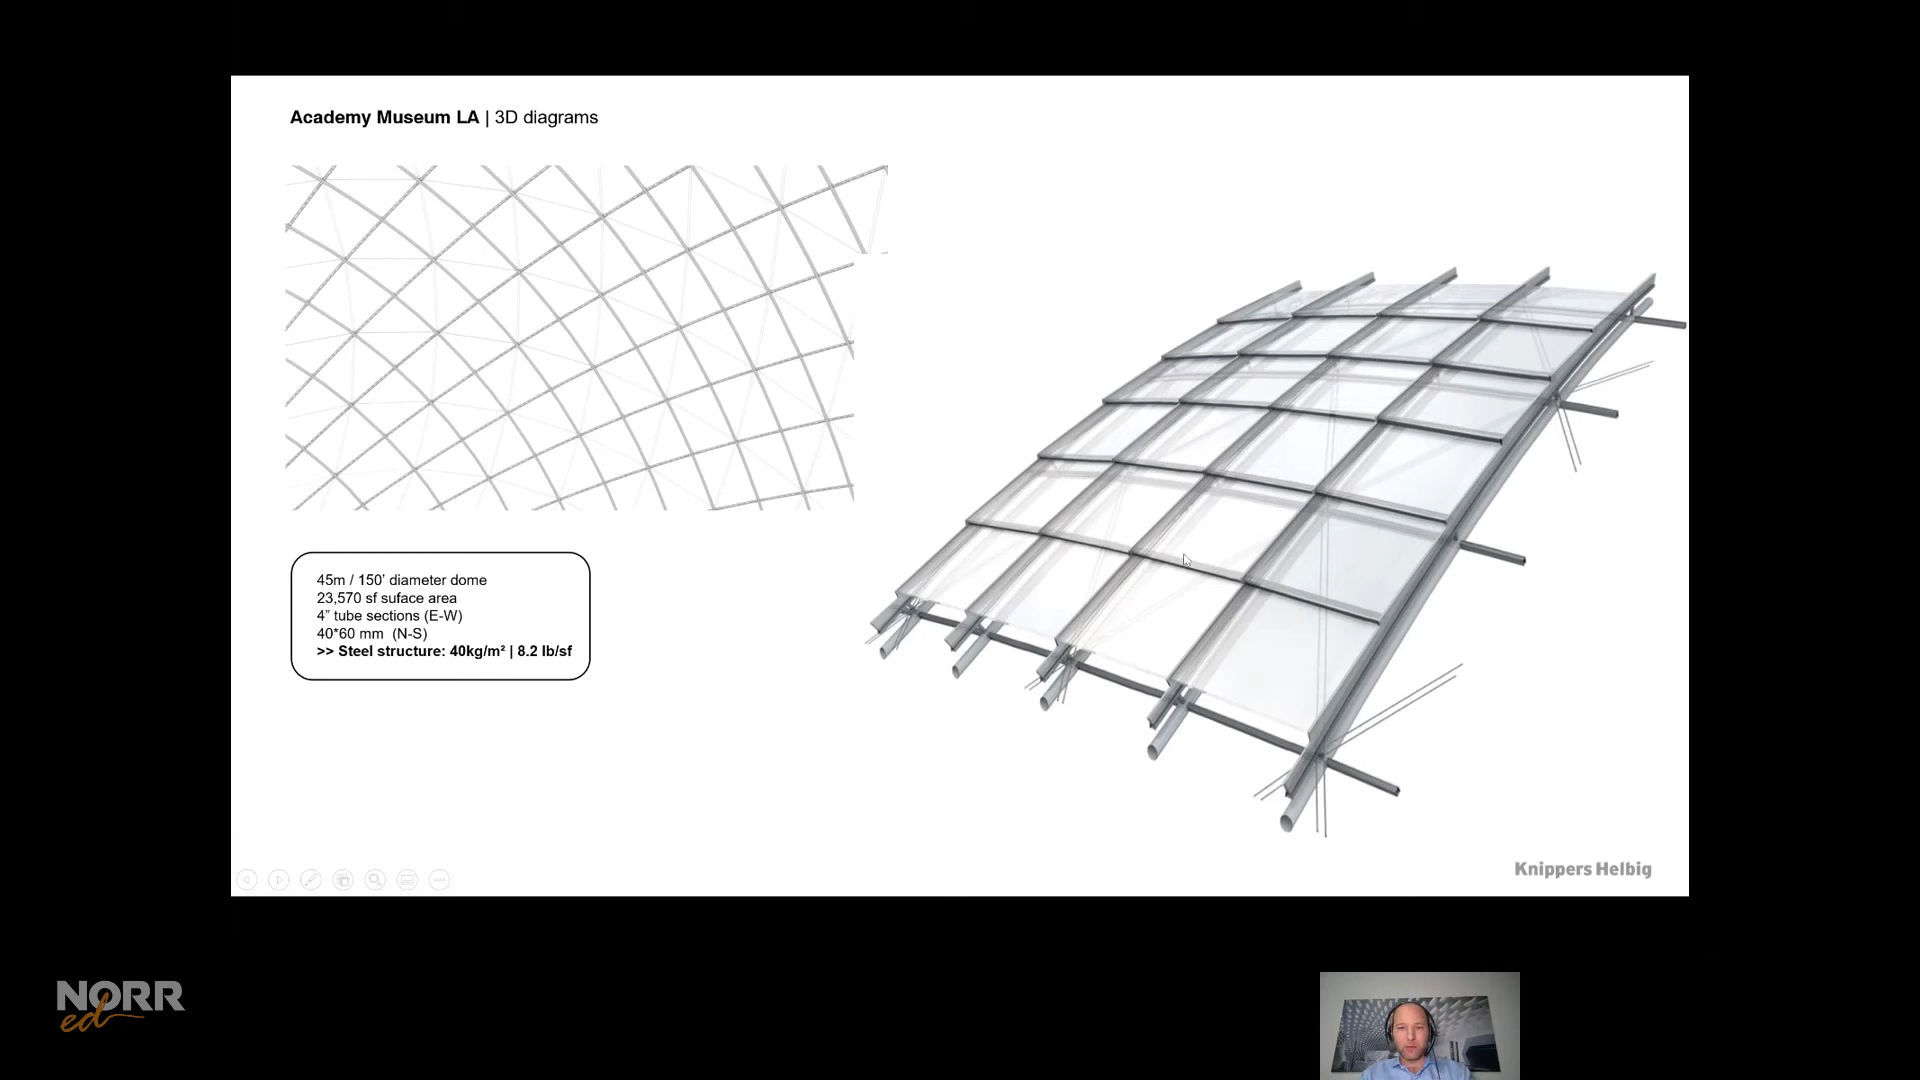 Academy Museum LA | 3D diagrams
45m / 150’ diameter dome
23,570 sf suface area
4” tube sections (E-W)
40*60 mm (N-S)
>> Steel structure: 40kg/m² | 8.2 lb/sf
Knippers Helbig
NORR
ed